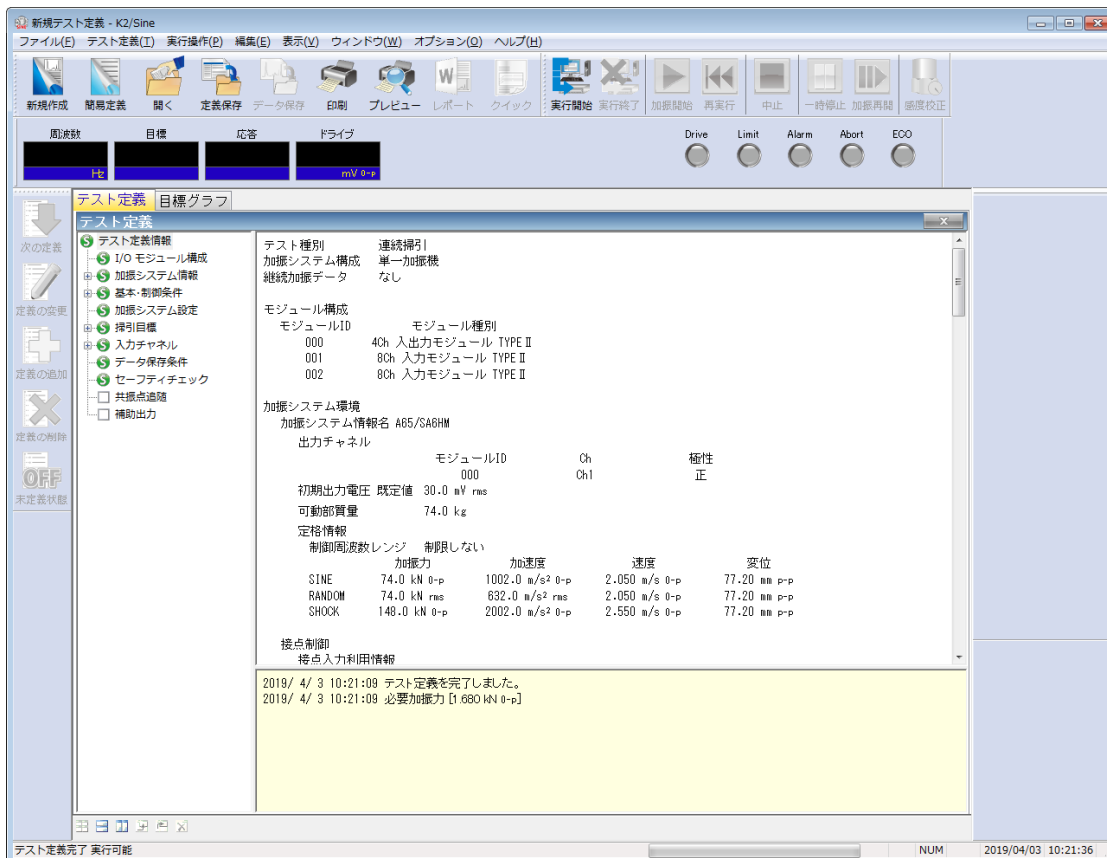 新規テスト定義 - K2/Sine
ファイル(F) テスト定義(T) 実行操作(P) 編集(E) 表示(V) ウィンドウ(W) オプション(O) ヘルプ(H)
新規作成 簡易定義 開く 定義保存 データ保存 印刷 プレビュー レポート クイック 実行開始 実行終了 加振開始 再実行 中止 一時停止 加振再開 感度校正
周波数 目標 応答 ドライブ Drive Limit Alarm Abort ECO
Hz mV 0-p
テスト定義 目標グラフ
テスト定義
次の定義
定義の変更
定義の追加
定義の削除
OFF
未定義状態
テスト定義情報
I/O モジュール構成
加振システム情報
基本・制御条件
加振システム設定
掃引目標
入力チャネル
データ保存条件
セーフティチェック
共振点追随
補助出力
テスト種別 連続掃引
加振システム構成 単一加振機
継続加振データ なし
モジュール構成
モジュールID モジュール種別
000 4Ch 入出力モジュール TYPEⅡ
001 8Ch 入力モジュール TYPEⅡ
002 8Ch 入力モジュール TYPEⅡ
加振システム環境
加振システム情報名 A65/SA6HM
出力チャネル
モジュールID Ch 極性
000 Ch1 正
初期出力電圧 既定値 30.0 mV rms
可動部質量 74.0 kg
定格情報
制御周波数レンジ 制限しない
加振力 加速度 速度 変位
SINE 74.0 kN 0-p 1002.0 m/s² 0-p 2.050 m/s 0-p 77.20 mm p-p
RANDOM 74.0 kN rms 632.0 m/s² rms 2.050 m/s 0-p 77.20 mm p-p
SHOCK 148.0 kN 0-p 2002.0 m/s² 0-p 2.550 m/s 0-p 77.20 mm p-p
接点制御
接点入力利用情報
2019/ 4/ 3 10:21:09 テスト定義を完了しました。
2019/ 4/ 3 10:21:09 必要加振力 [1.680 kN 0-p]
テスト定義完了 実行可能 NUM 2019/04/03 10:21:36